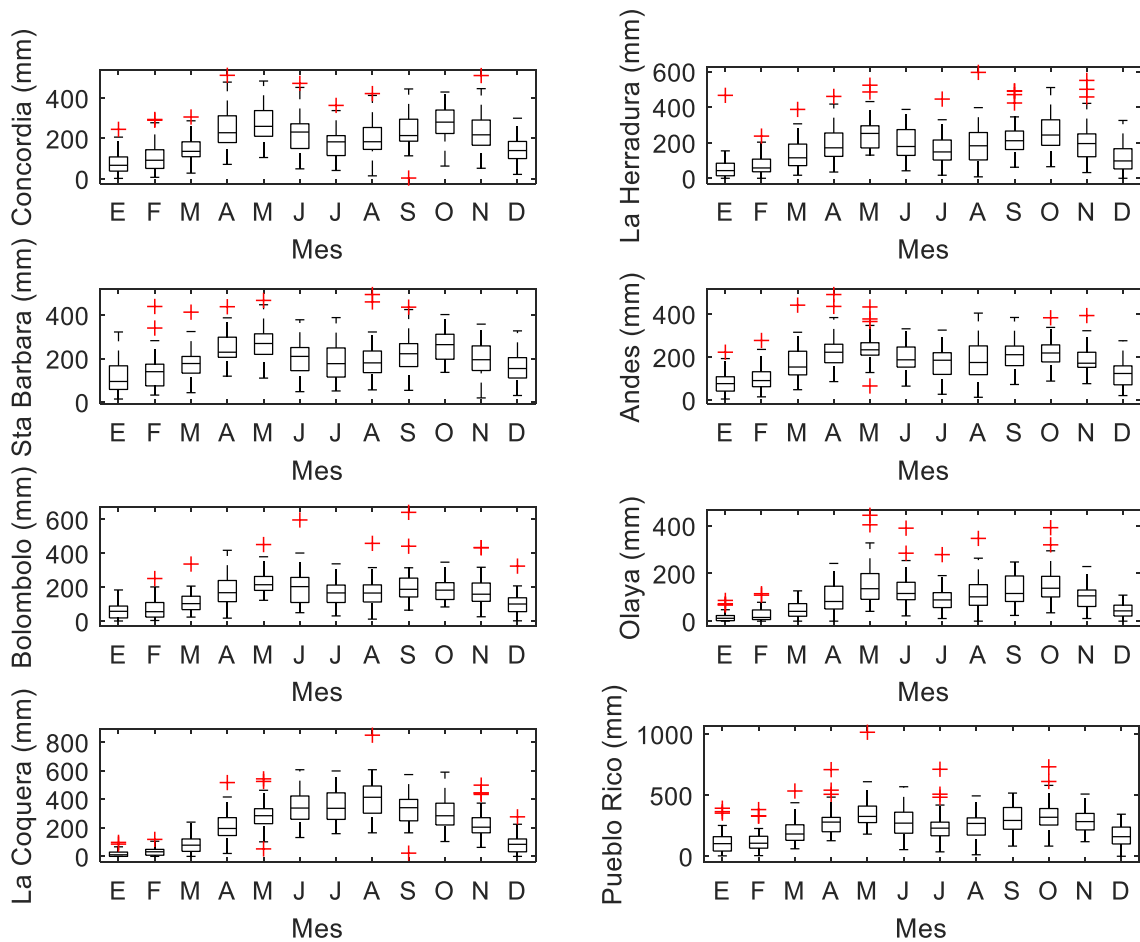 Concordia (mm)
400
200
0
E F M A M J J A S O N D
Mes
La Herradura (mm)
600
400
200
0
E F M A M J J A S O N D
Mes
Sta Barbara (mm)
400
200
0
E F M A M J J A S O N D
Mes
Andes (mm)
400
200
0
E F M A M J J A S O N D
Mes
Bolombolo (mm)
600
400
200
0
E F M A M J J A S O N D
Mes
Olaya (mm)
400
200
0
E F M A M J J A S O N D
Mes
La Coquera (mm)
800
600
400
200
0
E F M A M J J A S O N D
Mes
Pueblo Rico (mm)
1000
500
0
E F M A M J J A S O N D
Mes